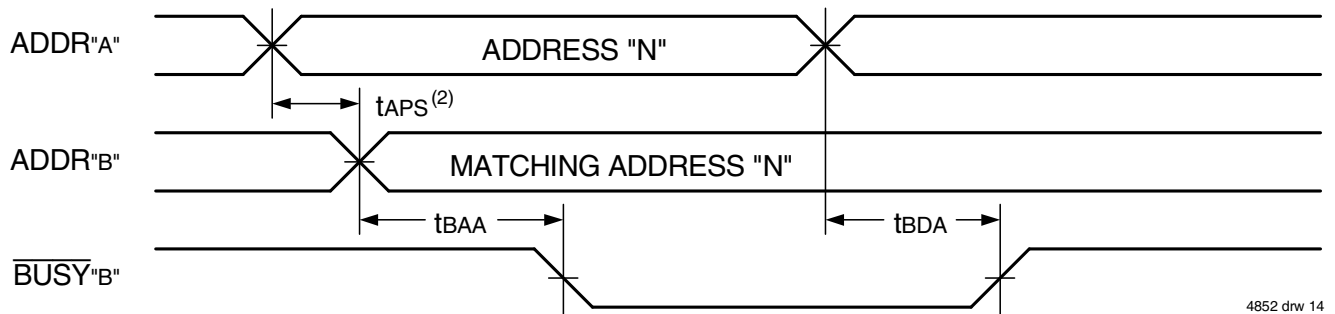 ADDR"A"
ADDRESS "N"
tAPS(2)
ADDR"B"
MATCHING ADDRESS "N"
tBAA
tBDA
BUSY"B"
4852 drw 14